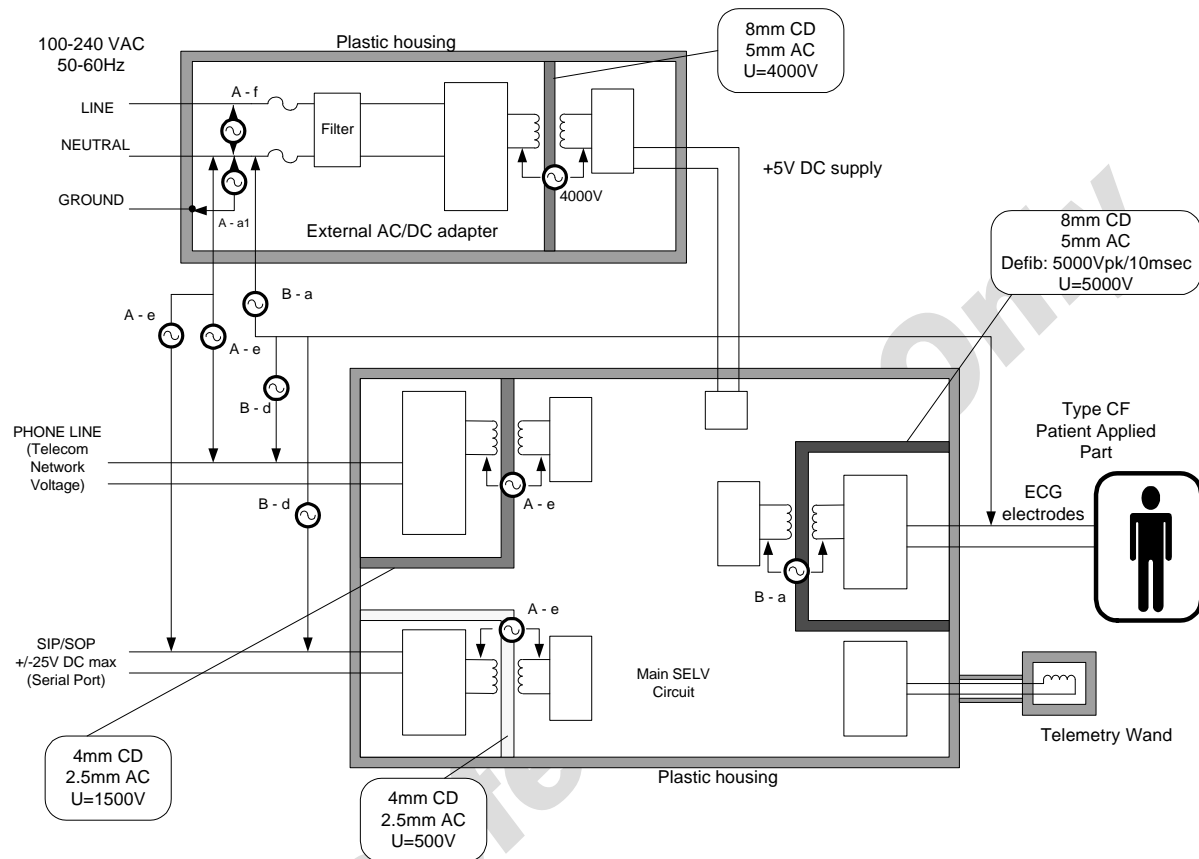 100-240 VAC
50-60Hz
Plastic housing
8mm CD
5mm AC
U=4000V
LINE
A - f
Filter
NEUTRAL
4000V
+5V DC supply
GROUND
A - a1
External AC/DC adapter
8mm CD
5mm AC
Defib: 5000Vpk/10msec
U=5000V
B - a
A - e
A - e
B - d
PHONE LINE
(Telecom
Network
Voltage)
A - e
Type CF
Patient Applied
Part
ECG
electrodes
B - d
B - a
A - e
SIP/SOP
+/-25V DC max
(Serial Port)
Main SELV
Circuit
Telemetry Wand
Plastic housing
4mm CD
2.5mm AC
U=1500V
4mm CD
2.5mm AC
U=500V
Only